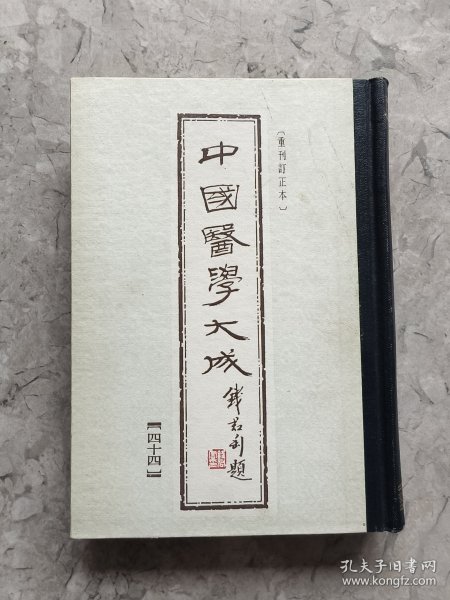 〔重刊訂正本〕
中國醫學大成
錢君匋題
【四十四】
孔夫子旧书网
www.kongfz.com